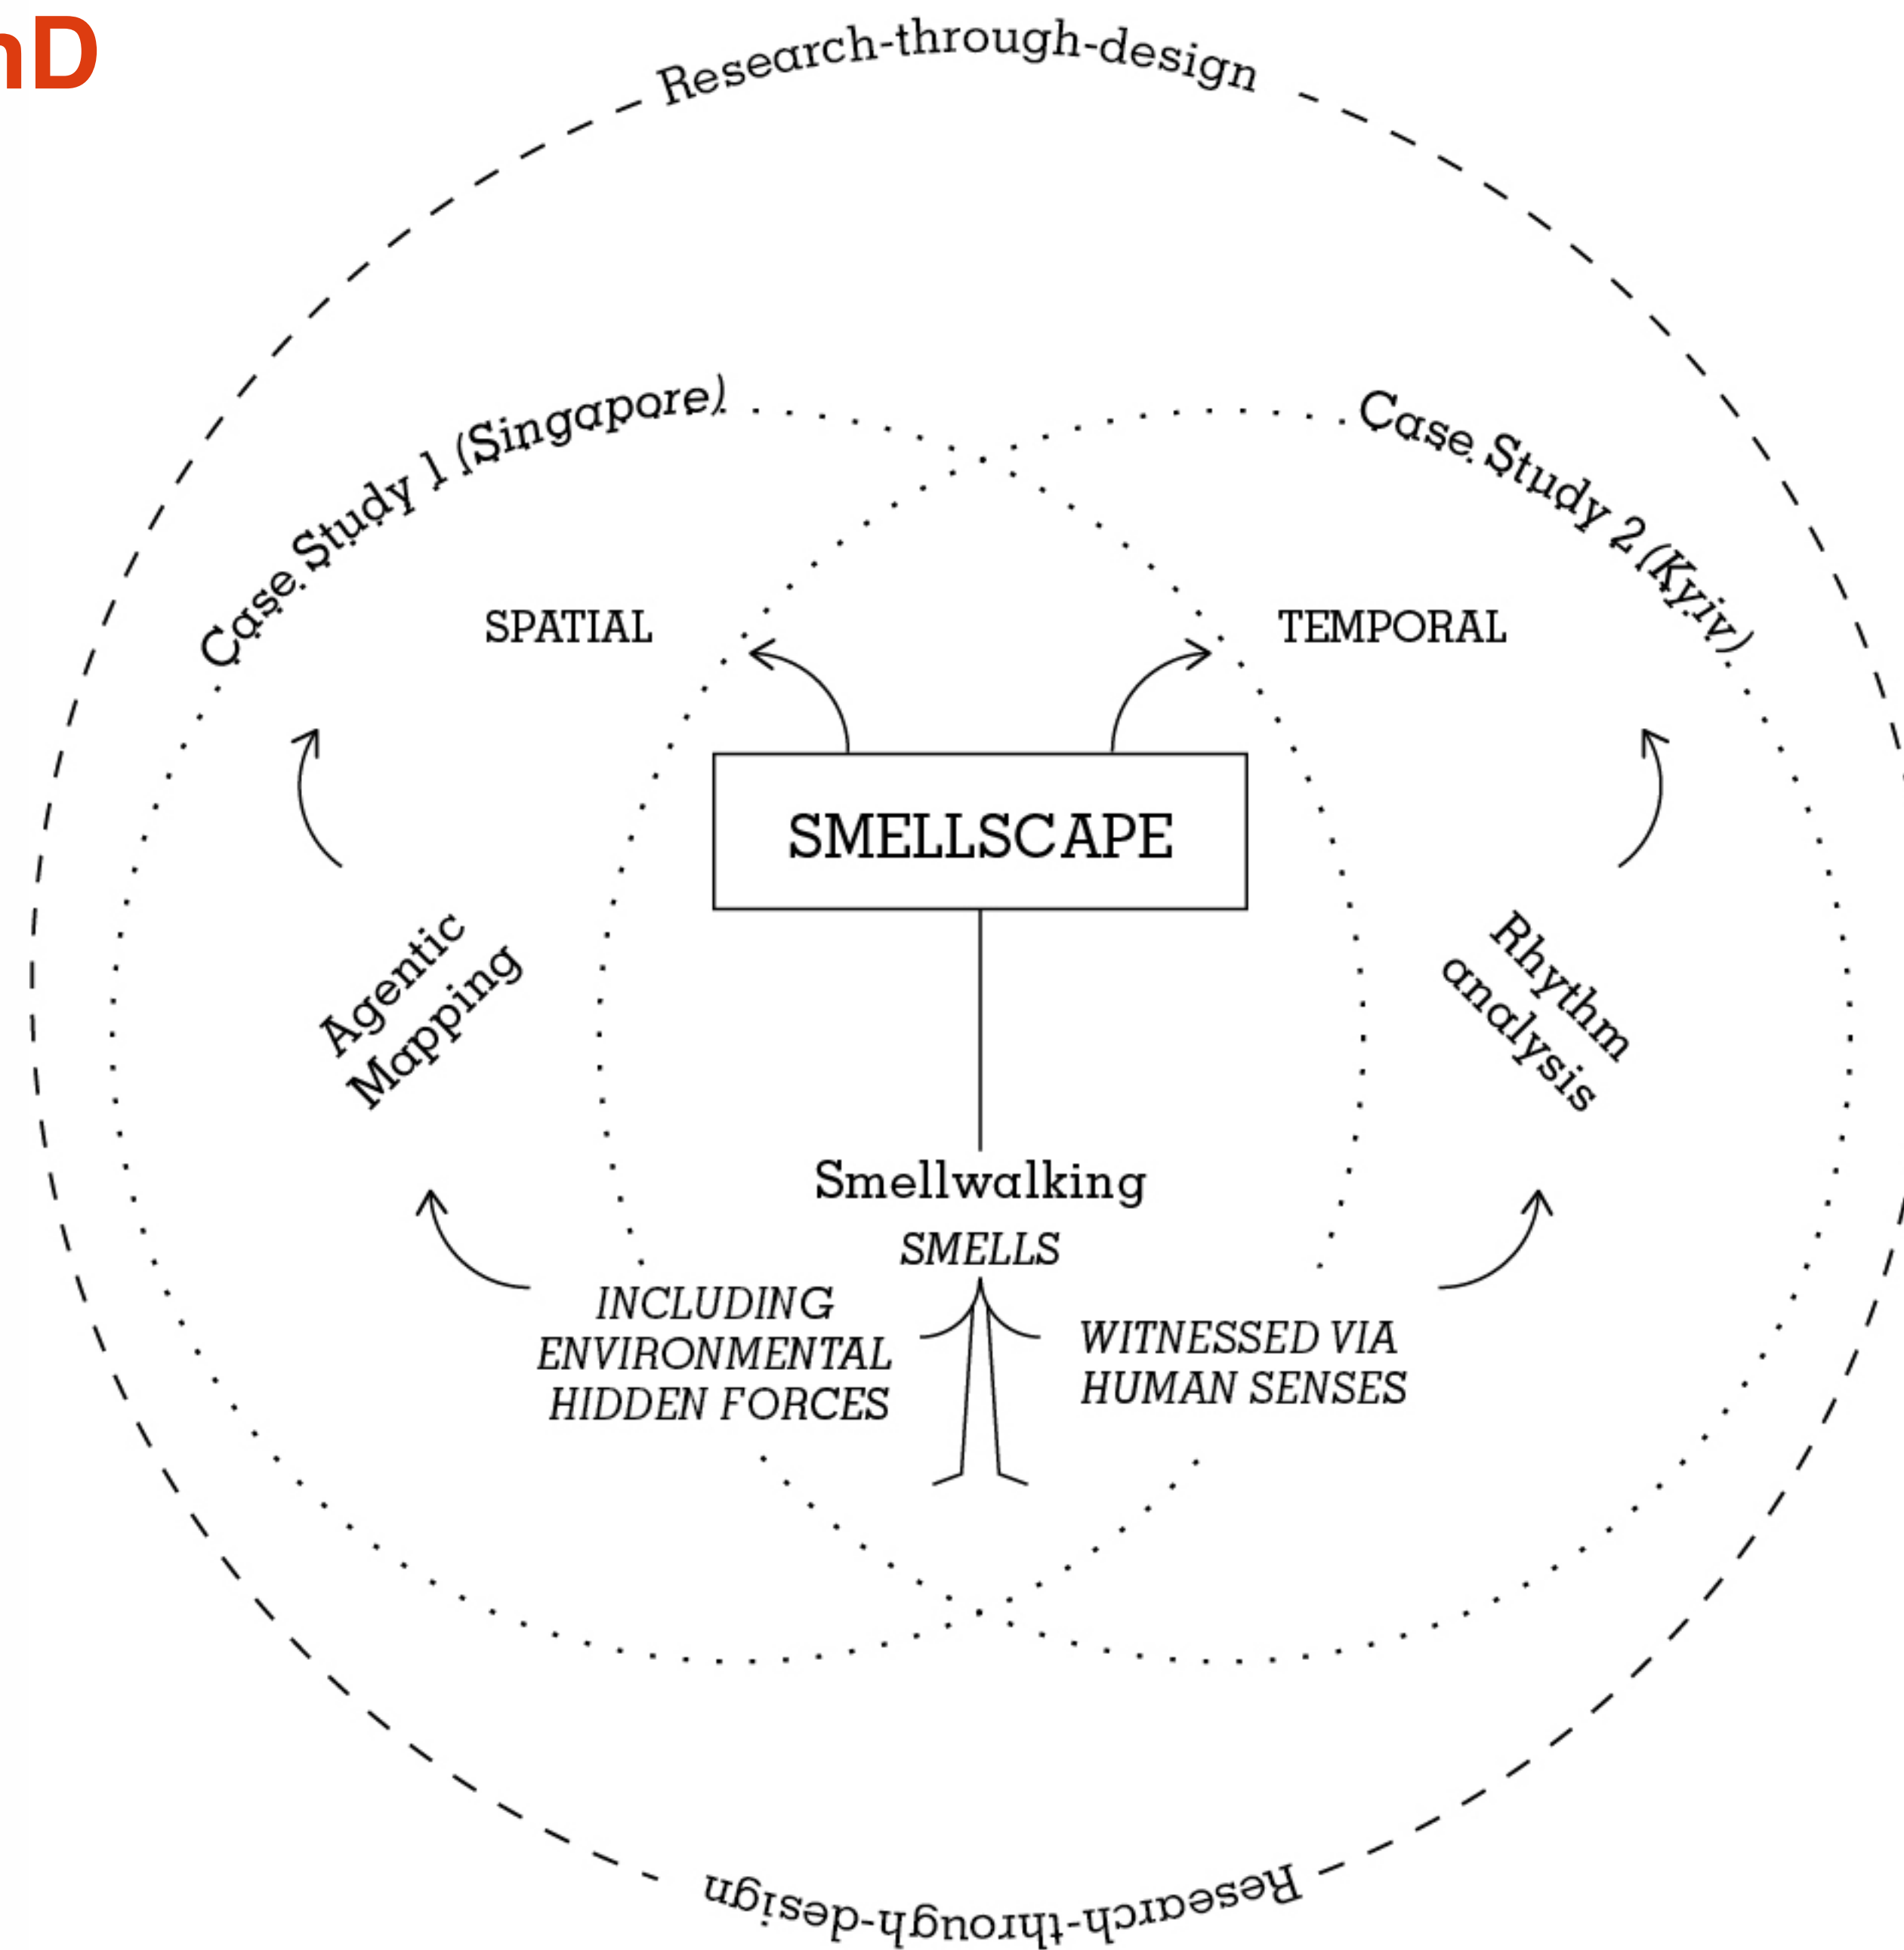 nD
Research-through-design
Case Study 1 (Singapore)
Case Study 2 (Kyiv)
SPATIAL
TEMPORAL
SMELLSCAPE
Agentic
Mapping
Rhythm
analysis
Smellwalking
SMELLS
INCLUDING
ENVIRONMENTAL
HIDDEN FORCES
WITNESSED VIA
HUMAN SENSES
Research-through-design